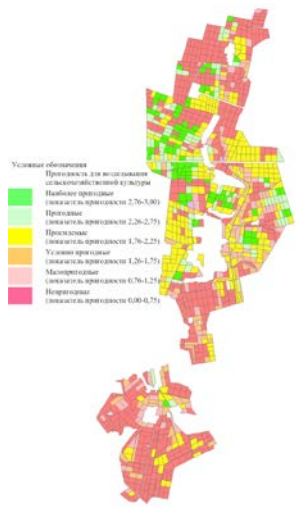 Условные обозначения
Пригодность для возделывания
сельскохозяйственной культуры
Наиболее пригодные
(показатель пригодности 2,76-3,00)
Пригодные
(показатель пригодности 2,26-2,75)
Приемлемые
(показатель пригодности 1,76-2,25)
Условно пригодные
(показатель пригодности 1,26-1,75)
Малопригодные
(показатель пригодности 0,76-1,25)
Непригодные
(показатель пригодности 0,00-0,75)